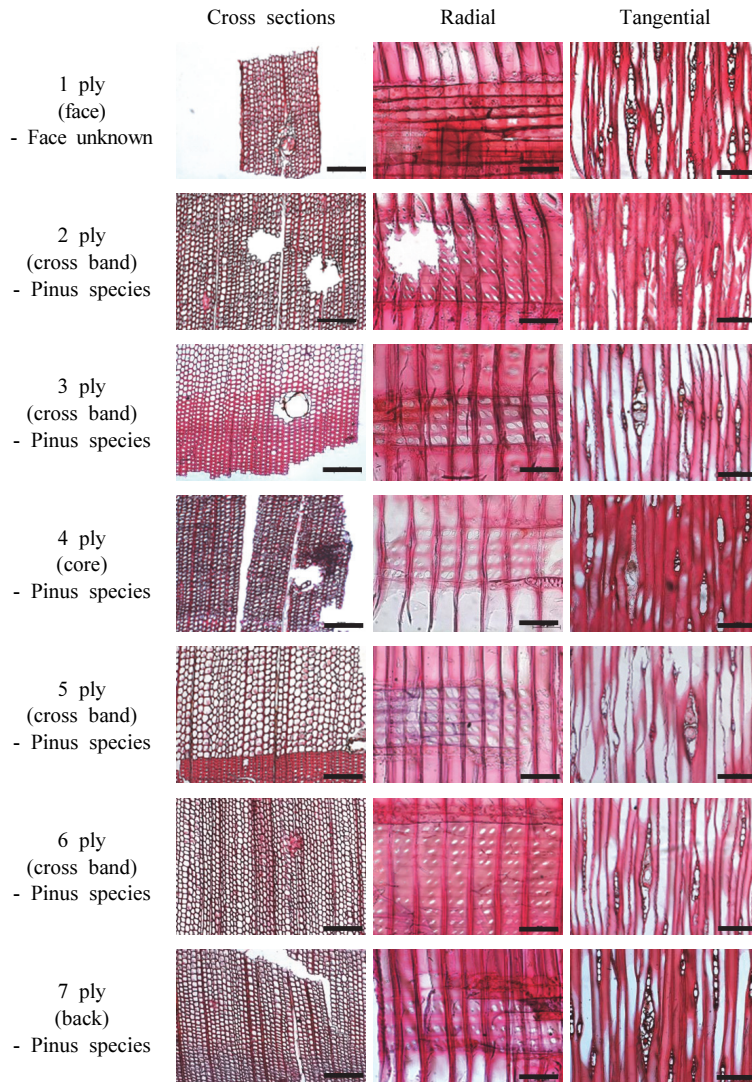 Cross sections
Radial
Tangential
1 ply
(face)
- Face unknown
2 ply
(cross band)
- Pinus species
3 ply
(cross band)
- Pinus species
4 ply
(core)
- Pinus species
5 ply
(cross band)
- Pinus species
6 ply
(cross band)
- Pinus species
7 ply
(back)
- Pinus species